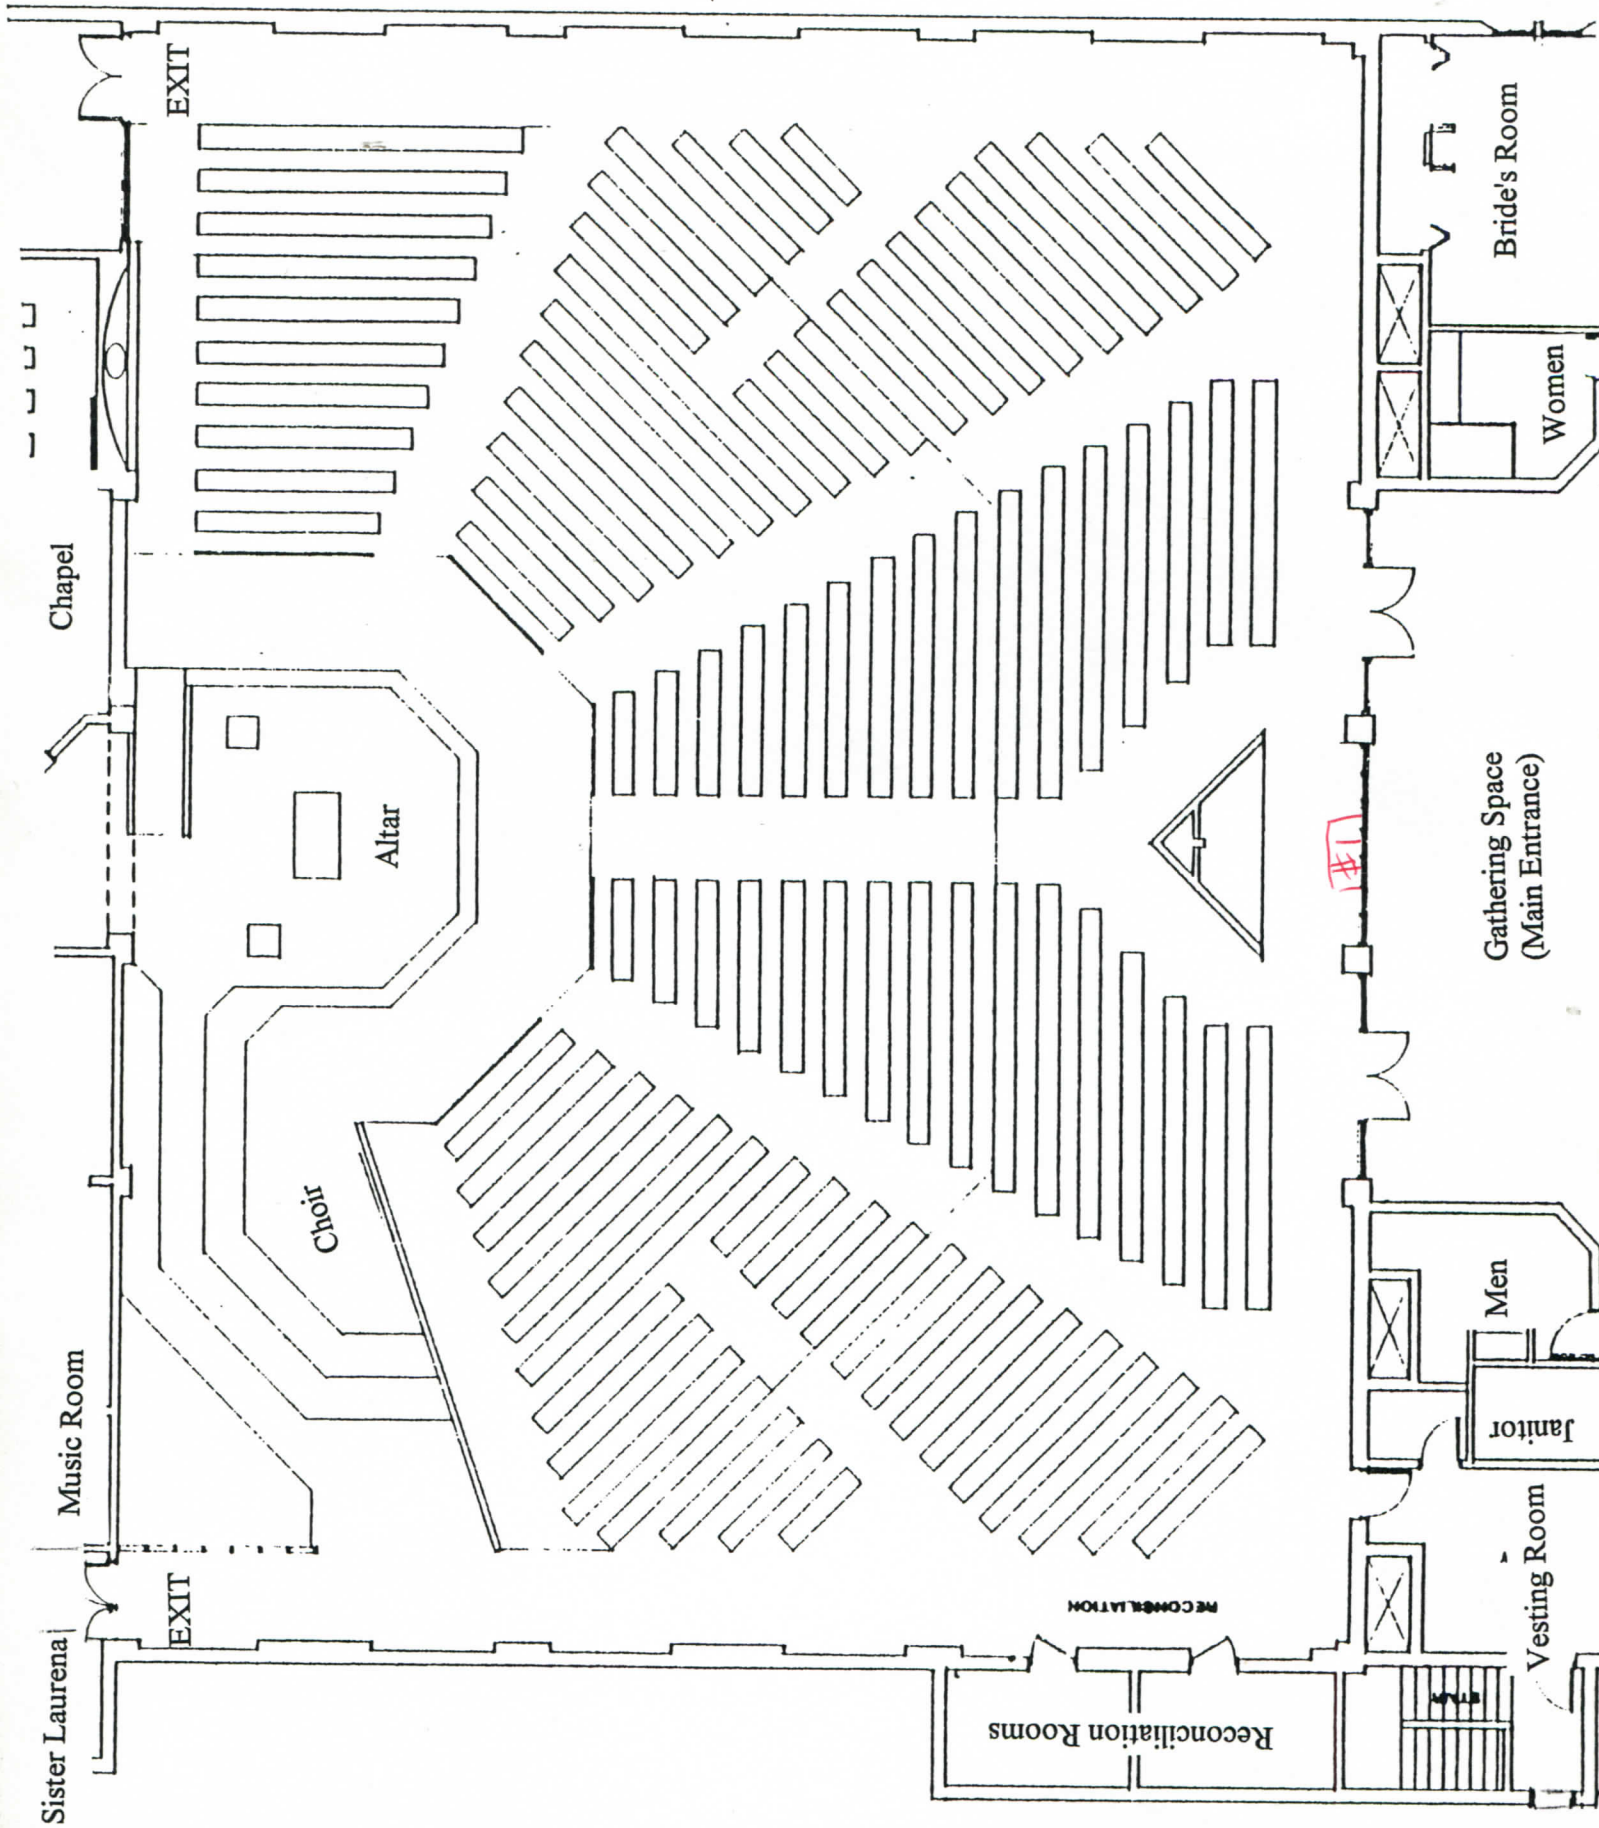 EXIT
Chapel
Altar
Choir
Music Room
EXIT
Sister Laurena
Bride's Room
Women
Gathering Space
(Main Entrance)
#1
Men
Janitor
Vesting Room
RECONCILIATION
Reconciliation Rooms